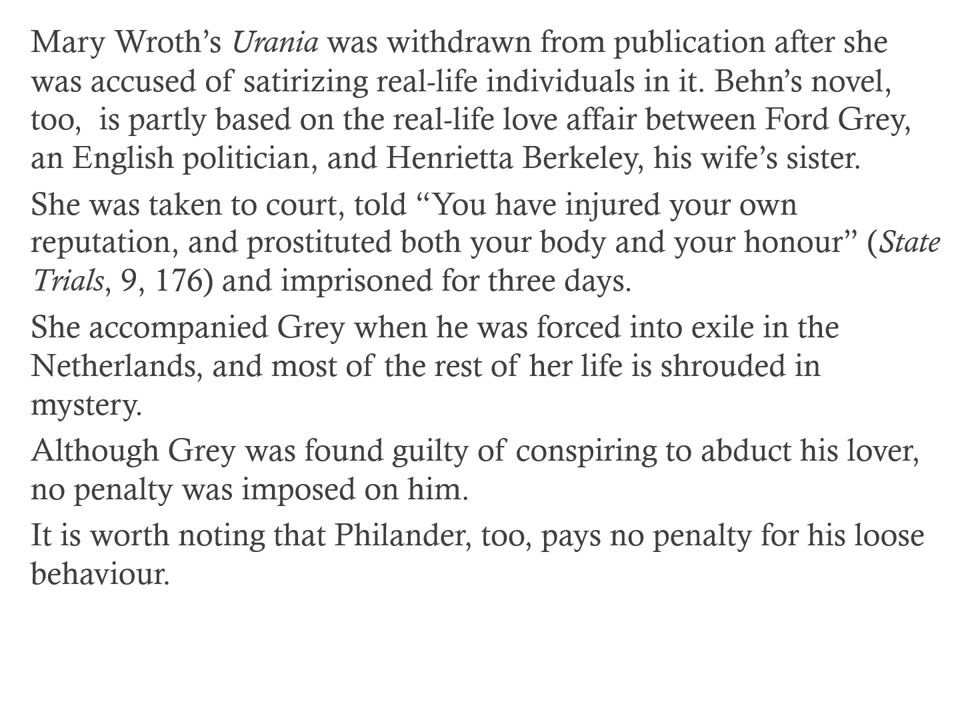 Mary Wroth’s Urania was withdrawn from publication after she
was accused of satirizing real-life individuals in it. Behn’s novel,
too,  is partly based on the real-life love affair between Ford Grey,
an English politician, and Henrietta Berkeley, his wife’s sister.
She was taken to court, told “You have injured your own
reputation, and prostituted both your body and your honour” (State
Trials, 9, 176) and imprisoned for three days.
She accompanied Grey when he was forced into exile in the
Netherlands, and most of the rest of her life is shrouded in
mystery.
Although Grey was found guilty of conspiring to abduct his lover,
no penalty was imposed on him.
It is worth noting that Philander, too, pays no penalty for his loose
behaviour.